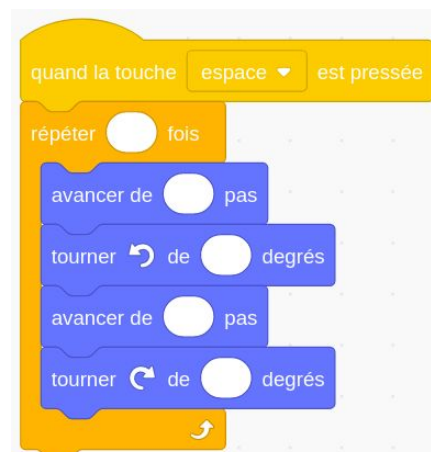 quand la touche espace est pressée
répéter fois
avancer de pas
tourner de degrés
avancer de pas
tourner de degrés